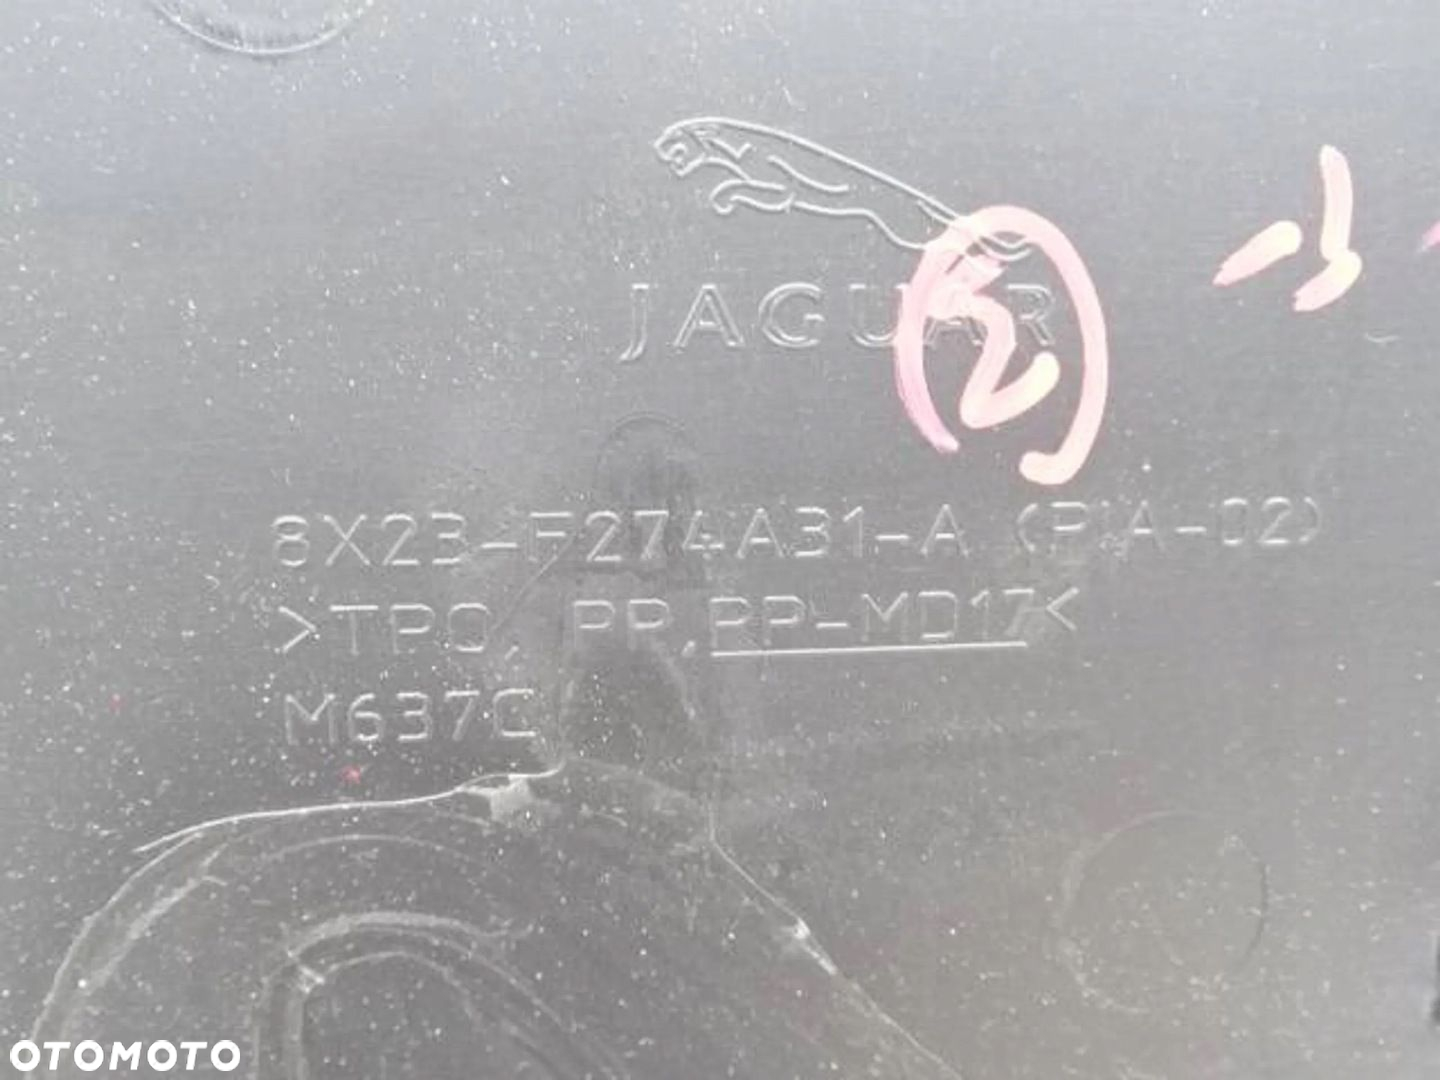 JAGUAR
8X23-F274A31-A (PIA-02)
>TPO, PP, PP-MD17<
M637C
OTOMOTO